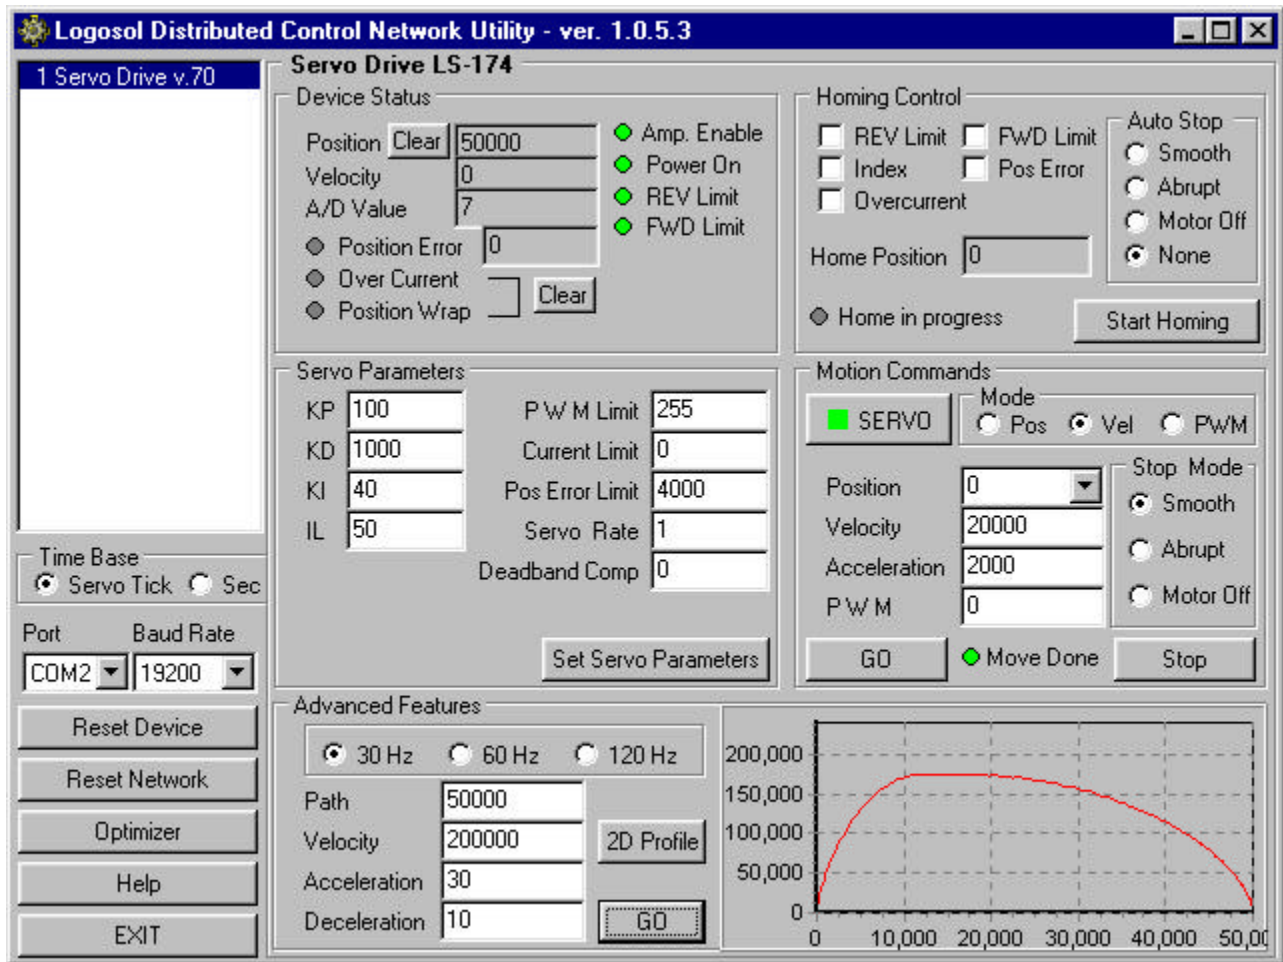 Logosol Distributed Control Network Utility - ver. 1.0.5.3
1 Servo Drive v.70
Time Base
Servo Tick
Sec
Port
Baud Rate
COM2
19200
Reset Device
Reset Network
Optimizer
Help
EXIT
Servo Drive LS-174
Device Status
Position
Clear
50000
Velocity
0
A/D Value
7
Position Error
0
Over Current
Position Wrap
Clear
Amp. Enable
Power On
REV Limit
FWD Limit
Homing Control
REV Limit
FWD Limit
Index
Pos Error
Overcurrent
Home Position
0
Home in progress
Auto Stop
Smooth
Abrupt
Motor Off
None
Start Homing
Servo Parameters
KP
100
KD
1000
KI
40
IL
50
P W M Limit
255
Current Limit
0
Pos Error Limit
4000
Servo Rate
1
Deadband Comp
0
Set Servo Parameters
Motion Commands
SERVO
Mode
Pos
Vel
PWM
Position
0
Velocity
20000
Acceleration
2000
P W M
0
Stop Mode
Smooth
Abrupt
Motor Off
GO
Move Done
Stop
Advanced Features
30 Hz
60 Hz
120 Hz
Path
50000
Velocity
200000
Acceleration
30
Deceleration
10
2D Profile
GO
200,000
150,000
100,000
50,000
0
0 10,000 20,000 30,000 40,000 50,00